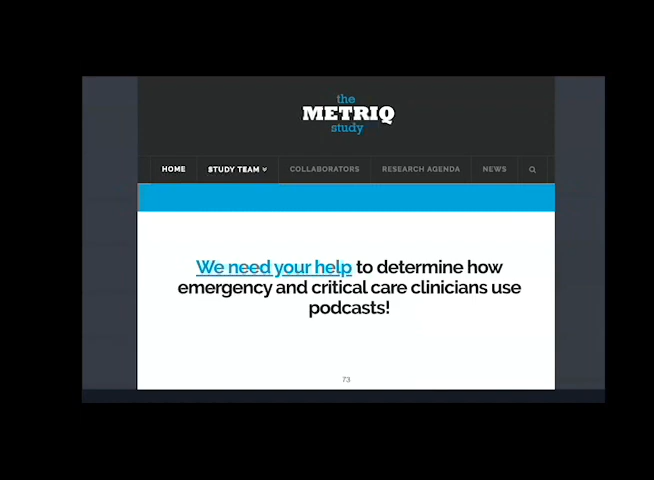 the
METRIQ
study
HOME STUDY TEAM COLLABORATORS RESEARCH AGENDA NEWS
We need your help to determine how
emergency and critical care clinicians use
podcasts!
73